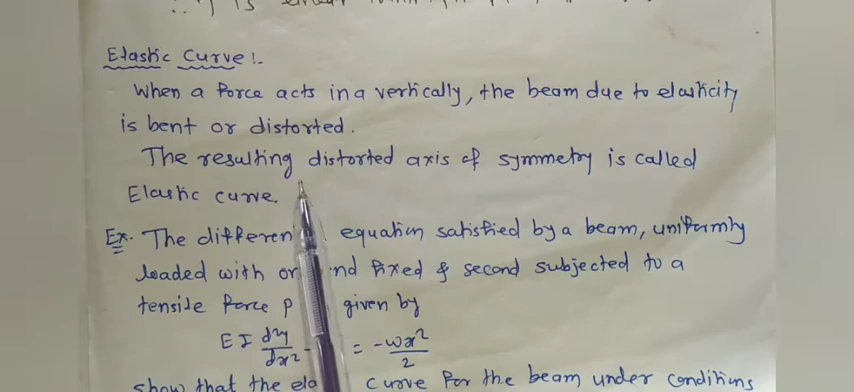 Elastic Curve:-
When a force acts in a vertically, the beam due to elasticity
is bent or distorted.
The resulting distorted axis of symmetry is called
Elastic curve.
Ex. The differen equation satisfied by a beam, uniformly
loaded with nd fixed & second subjected to a
tensile force p given by
EI d²y/dx² - = -wx²/2
show that the ela curve for the beam under conditions